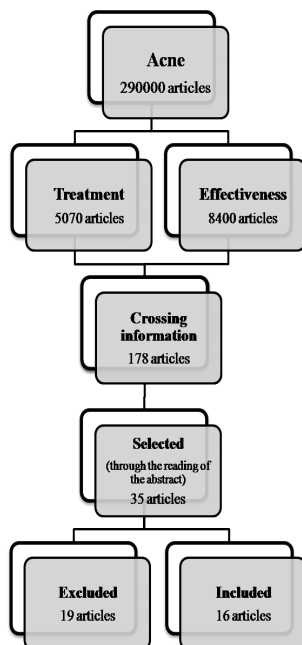 Acne
290000 articles
Treatment
5070 articles
Effectiveness
8400 articles
Crossing
information
178 articles
Selected
(through the reading of
the abstract)
35 articles
Excluded
19 articles
Included
16 articles